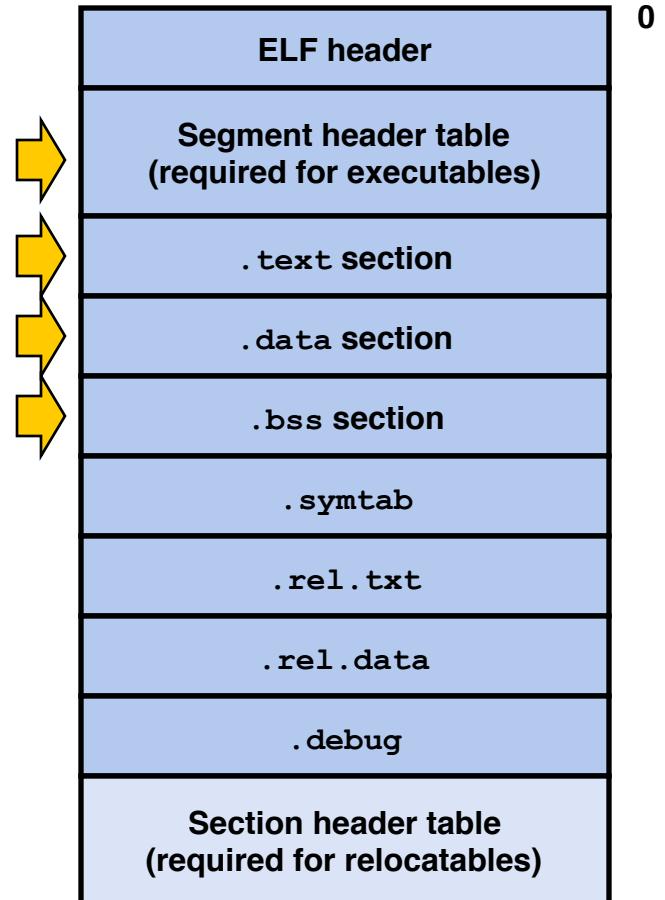 0
ELF header
Segment header table
(required for executables)
.text section
.data section
.bss section
.symtab
.rel.txt
.rel.data
.debug
Section header table
(required for relocatables)